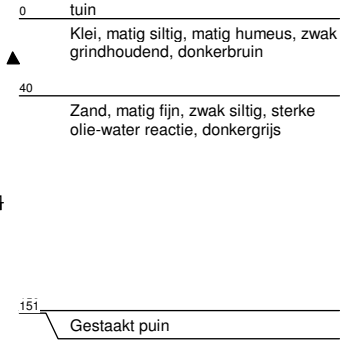 0 tuin
Klei, matig siltig, matig humeus, zwak
grindhoudend, donkerbruin
40
Zand, matig fijn, zwak siltig, sterke
olie-water reactie, donkergrijs
151
Gestaakt puin